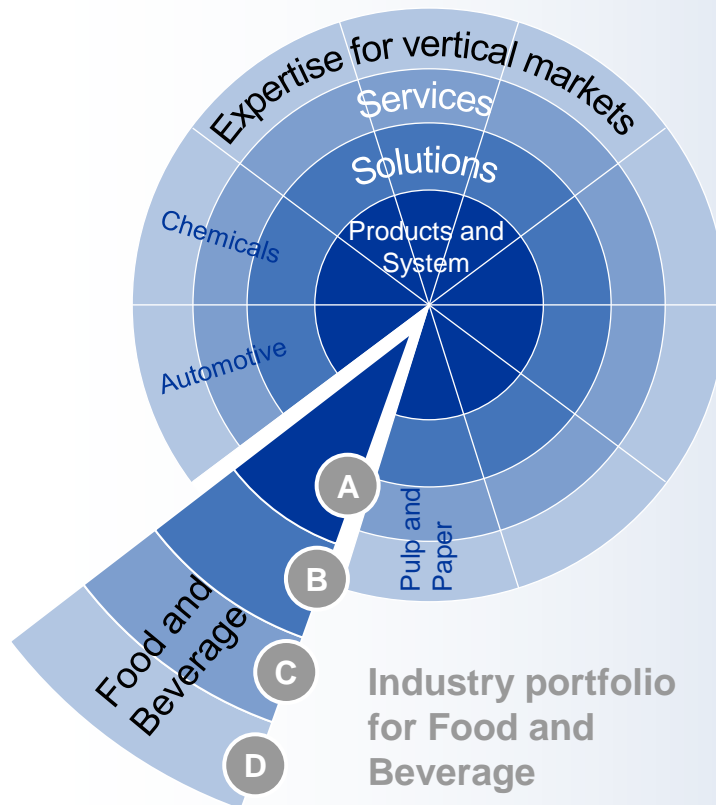 Expertise for vertical markets
Services
Solutions
Products and
System
Chemicals
Automotive
A
Pulp and
Paper
B
Food and
Beverage
C
D
Industry portfolio
for Food and
Beverage